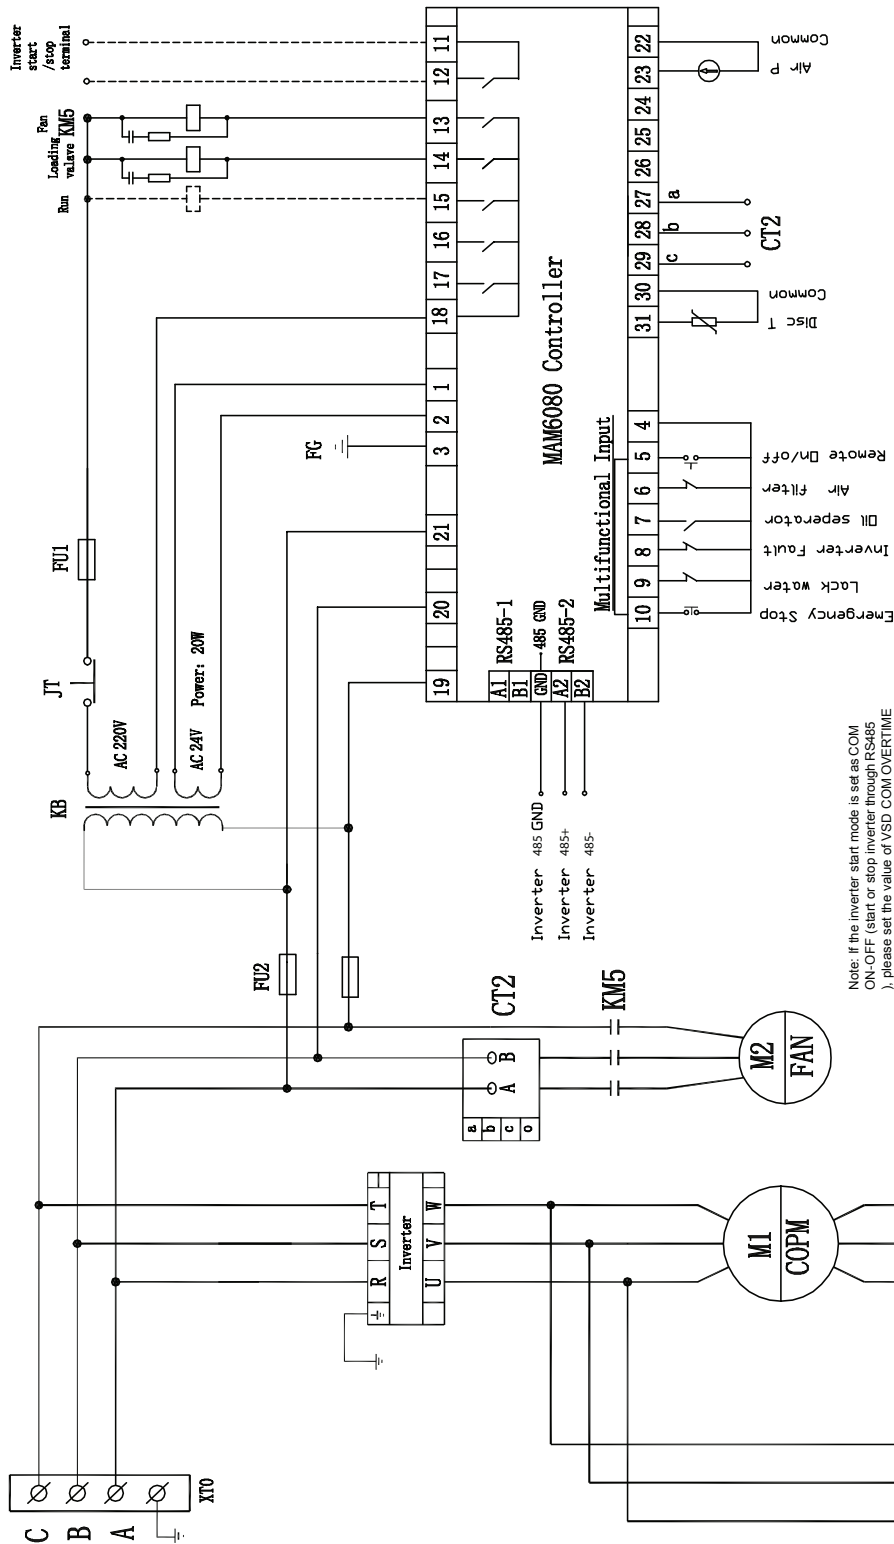 Inverter
start
/stop
terminal
Fan
KM5
Loading
valave
Run
FU1
JT
KB
AC 220V
AC 24V Power: 20W
FG
FU2
11
12
13
14
15
16
17
18
1
2
3
21
20
19
MAM6080 Controller
Multifunctional Input
RS485-1
A1
B1
GND
485 GND
A2
B2
RS485-2
22
23
24
25
26
27
28
29
30
31
4
5
6
7
8
9
10
Common
Air P
a
b
c
CT2
Common
Disc T
Remote On/off
Air filter
Oil seperator
Inverter Fault
Lack water
Emergency Stop
Inverter 485 GND
Inverter 485+
Inverter 485-
Note: If the inverter start mode is set as COM
ON-OFF (start or stop inverter through RS485
), please set the value of VSD COM OVERTIME
CT2
A
B
a
b
c
o
KM5
M2
FAN
Inverter
R
S
T
U
V
W
M1
COPM
C
B
A
XTO